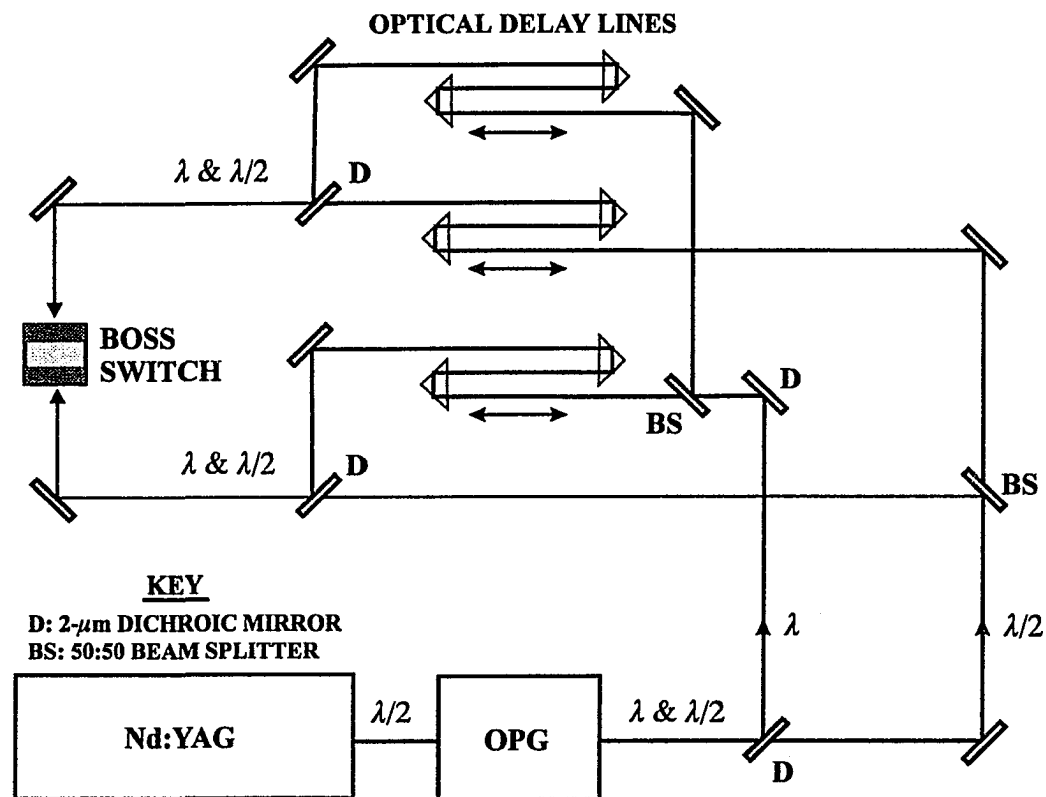 OPTICAL DELAY LINES
λ & λ/2
D
BOSS
SWITCH
D
BS
λ & λ/2
D
BS
KEY
D: 2-μm DICHROIC MIRROR
BS: 50:50 BEAM SPLITTER
λ
λ/2
Nd:YAG
λ/2
OPG
λ & λ/2
D